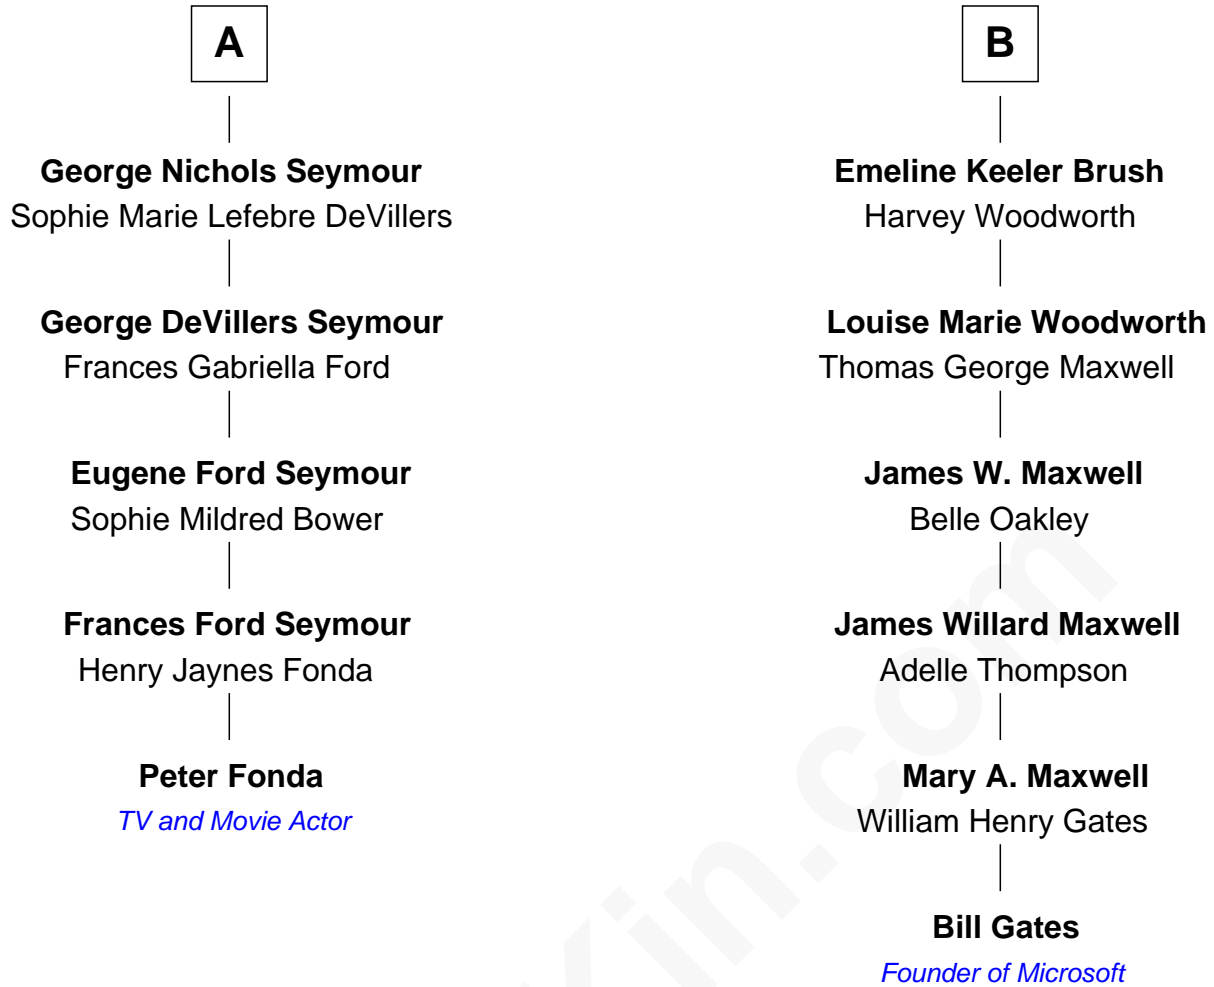 A
George Nichols Seymour
Sophie Marie Lefebre DeVillers
George DeVillers Seymour
Frances Gabriella Ford
Eugene Ford Seymour
Sophie Mildred Bower
Frances Ford Seymour
Henry Jaynes Fonda
Peter Fonda
TV and Movie Actor
B
Emeline Keeler Brush
Harvey Woodworth
Louise Marie Woodworth
Thomas George Maxwell
James W. Maxwell
Belle Oakley
James Willard Maxwell
Adelle Thompson
Mary A. Maxwell
William Henry Gates
Bill Gates
Founder of Microsoft
Kin.com